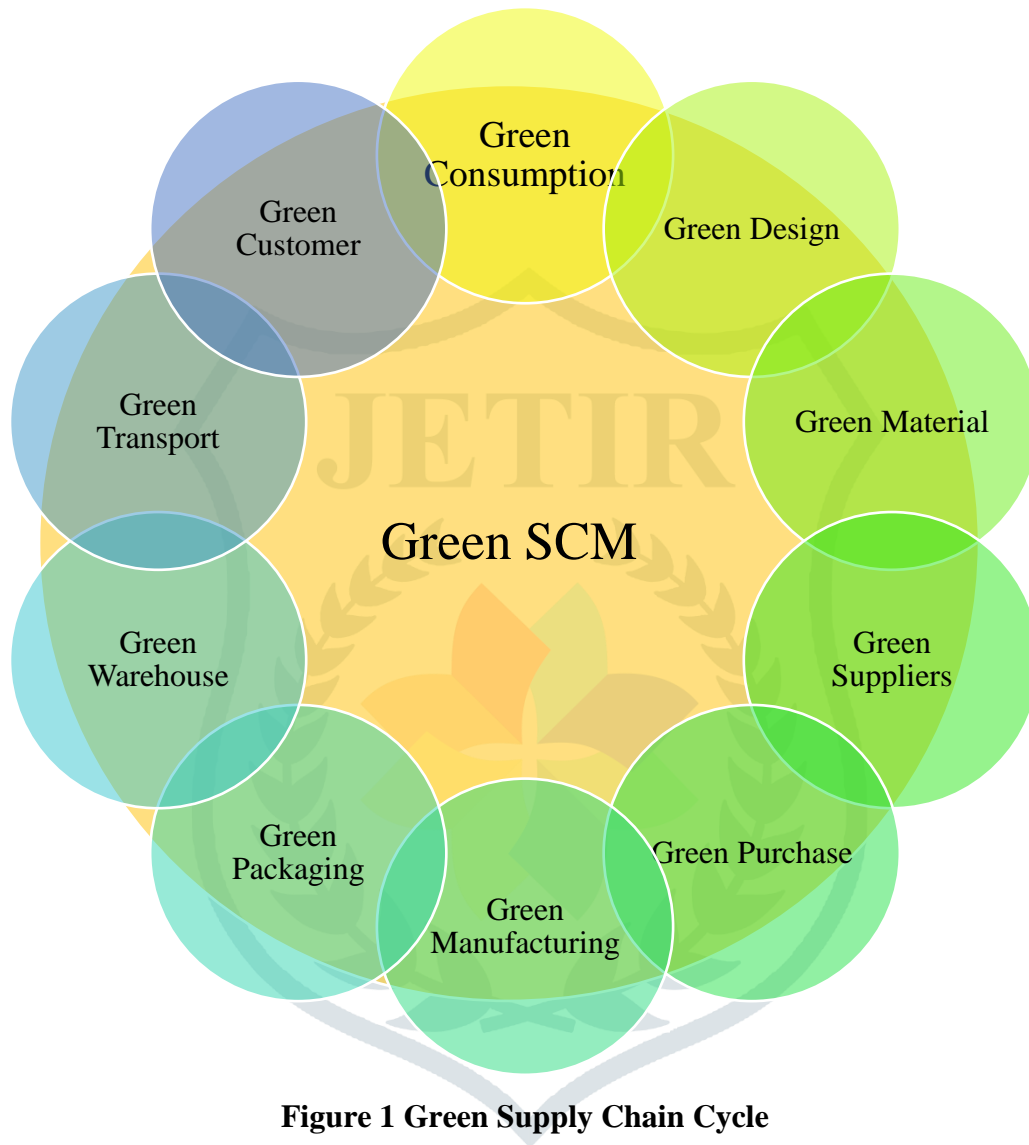 Green
Consumption
Green Design
Green Material
Green
Suppliers
Green Purchase
Green
Manufacturing
Green
Packaging
Green
Warehouse
Green
Transport
Green
Customer
JETIR
Green SCM
Figure 1 Green Supply Chain Cycle